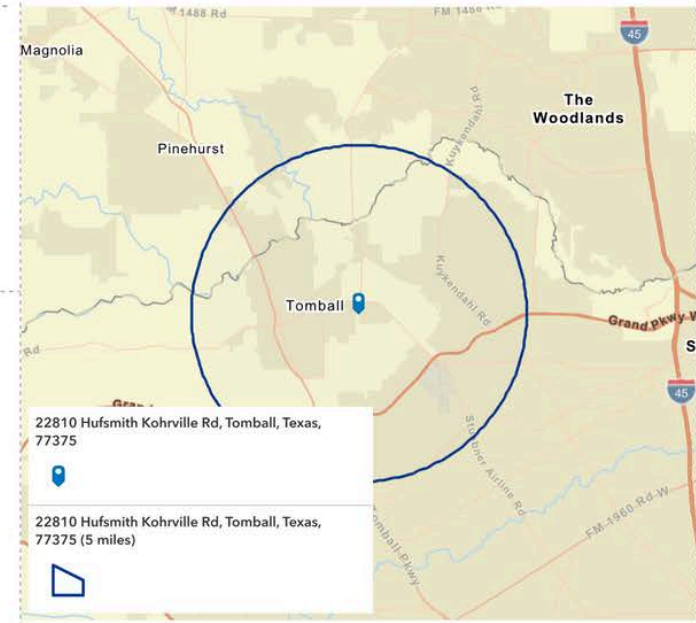 1488 Rd
FM 1488 Rd
45
Magnolia
The
Woodlands
Kuykendahl Rd
Pinehurst
Kuykendahl Rd
Tomball
Grand Pkwy W
S
Rd
45
22810 Hufsmith Kohrville Rd, Tomball, Texas,
77375
22810 Hufsmith Kohrville Rd, Tomball, Texas,
77375 (5 miles)
Stuebner Airline Rd
FM 1960 Rd W
Tomball Pkwy